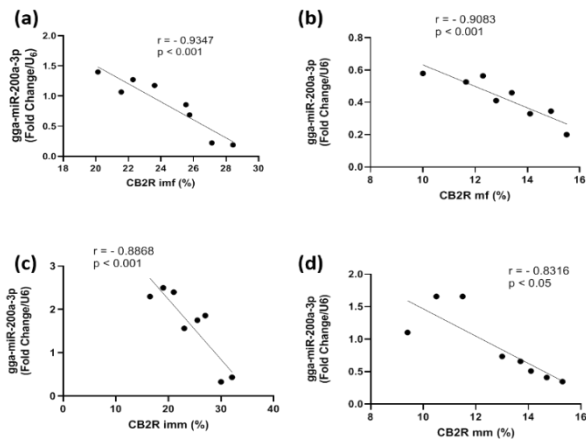 (a)
r = - 0.9347
p < 0.001
gga-miR-200a-3p
(Fold Change/U6)
2.0
1.5
1.0
0.5
0.0
18 20 22 24 26 28 30
CB2R imf (%)
(b)
r = - 0.9083
p < 0.001
gga-miR-200a-3p
(Fold Change/U6)
0.8
0.6
0.4
0.2
0.0
8 10 12 14 16
CB2R mf (%)
(c)
r = - 0.8868
p < 0.001
gga-miR-200a-3p
(Fold Change/U6)
3
2
1
0
0 10 20 30 40
CB2R imm (%)
(d)
r = - 0.8316
p < 0.05
gga-miR-200a-3p
(Fold Change/U6)
2.0
1.5
1.0
0.5
0.0
8 10 12 14 16
CB2R mm (%)